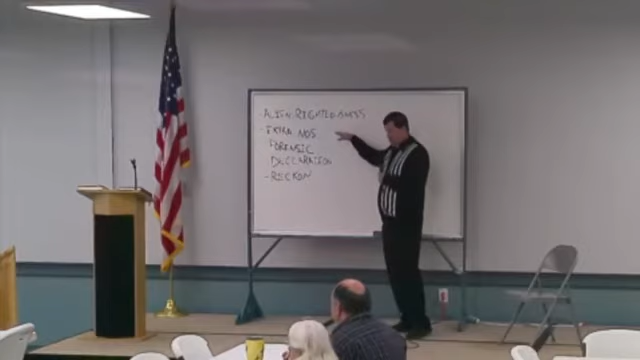 - ALIEN RIGHTEOUSNESS
- EXTRA NOS
FORENSIC
DECLARATION
- RECKON